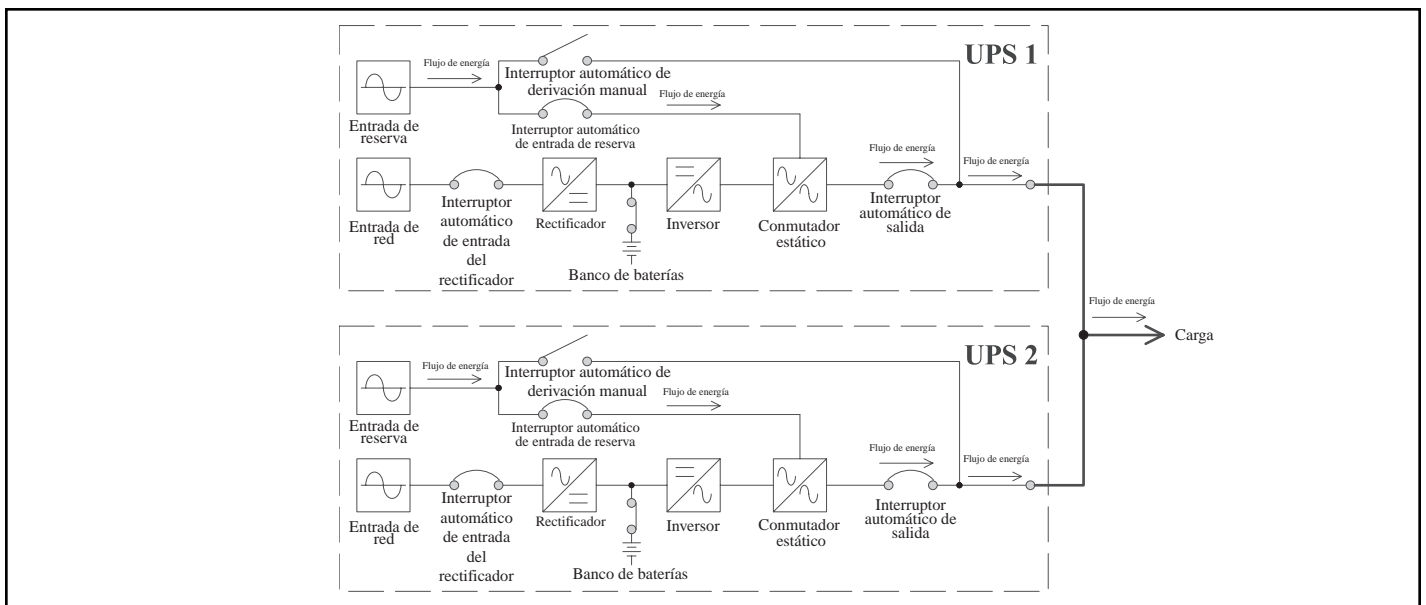 UPS 1
Flujo de energía
Interruptor automático de
derivación manual
Flujo de energía
Entrada de
reserva
Interruptor automático
de entrada de reserva
Flujo de energía
Flujo de energía
Entrada de
red
Interruptor
automático
de entrada
del
rectificador
Rectificador
Banco de baterías
Inversor
Conmutador
estático
Interruptor
automático de
salida
Flujo de energía
Carga
UPS 2
Flujo de energía
Interruptor automático de
derivación manual
Flujo de energía
Entrada de
reserva
Interruptor automático
de entrada de reserva
Flujo de energía
Flujo de energía
Entrada de
red
Interruptor
automático
de entrada
del
rectificador
Rectificador
Banco de baterías
Inversor
Conmutador
estático
Interruptor
automático de
salida